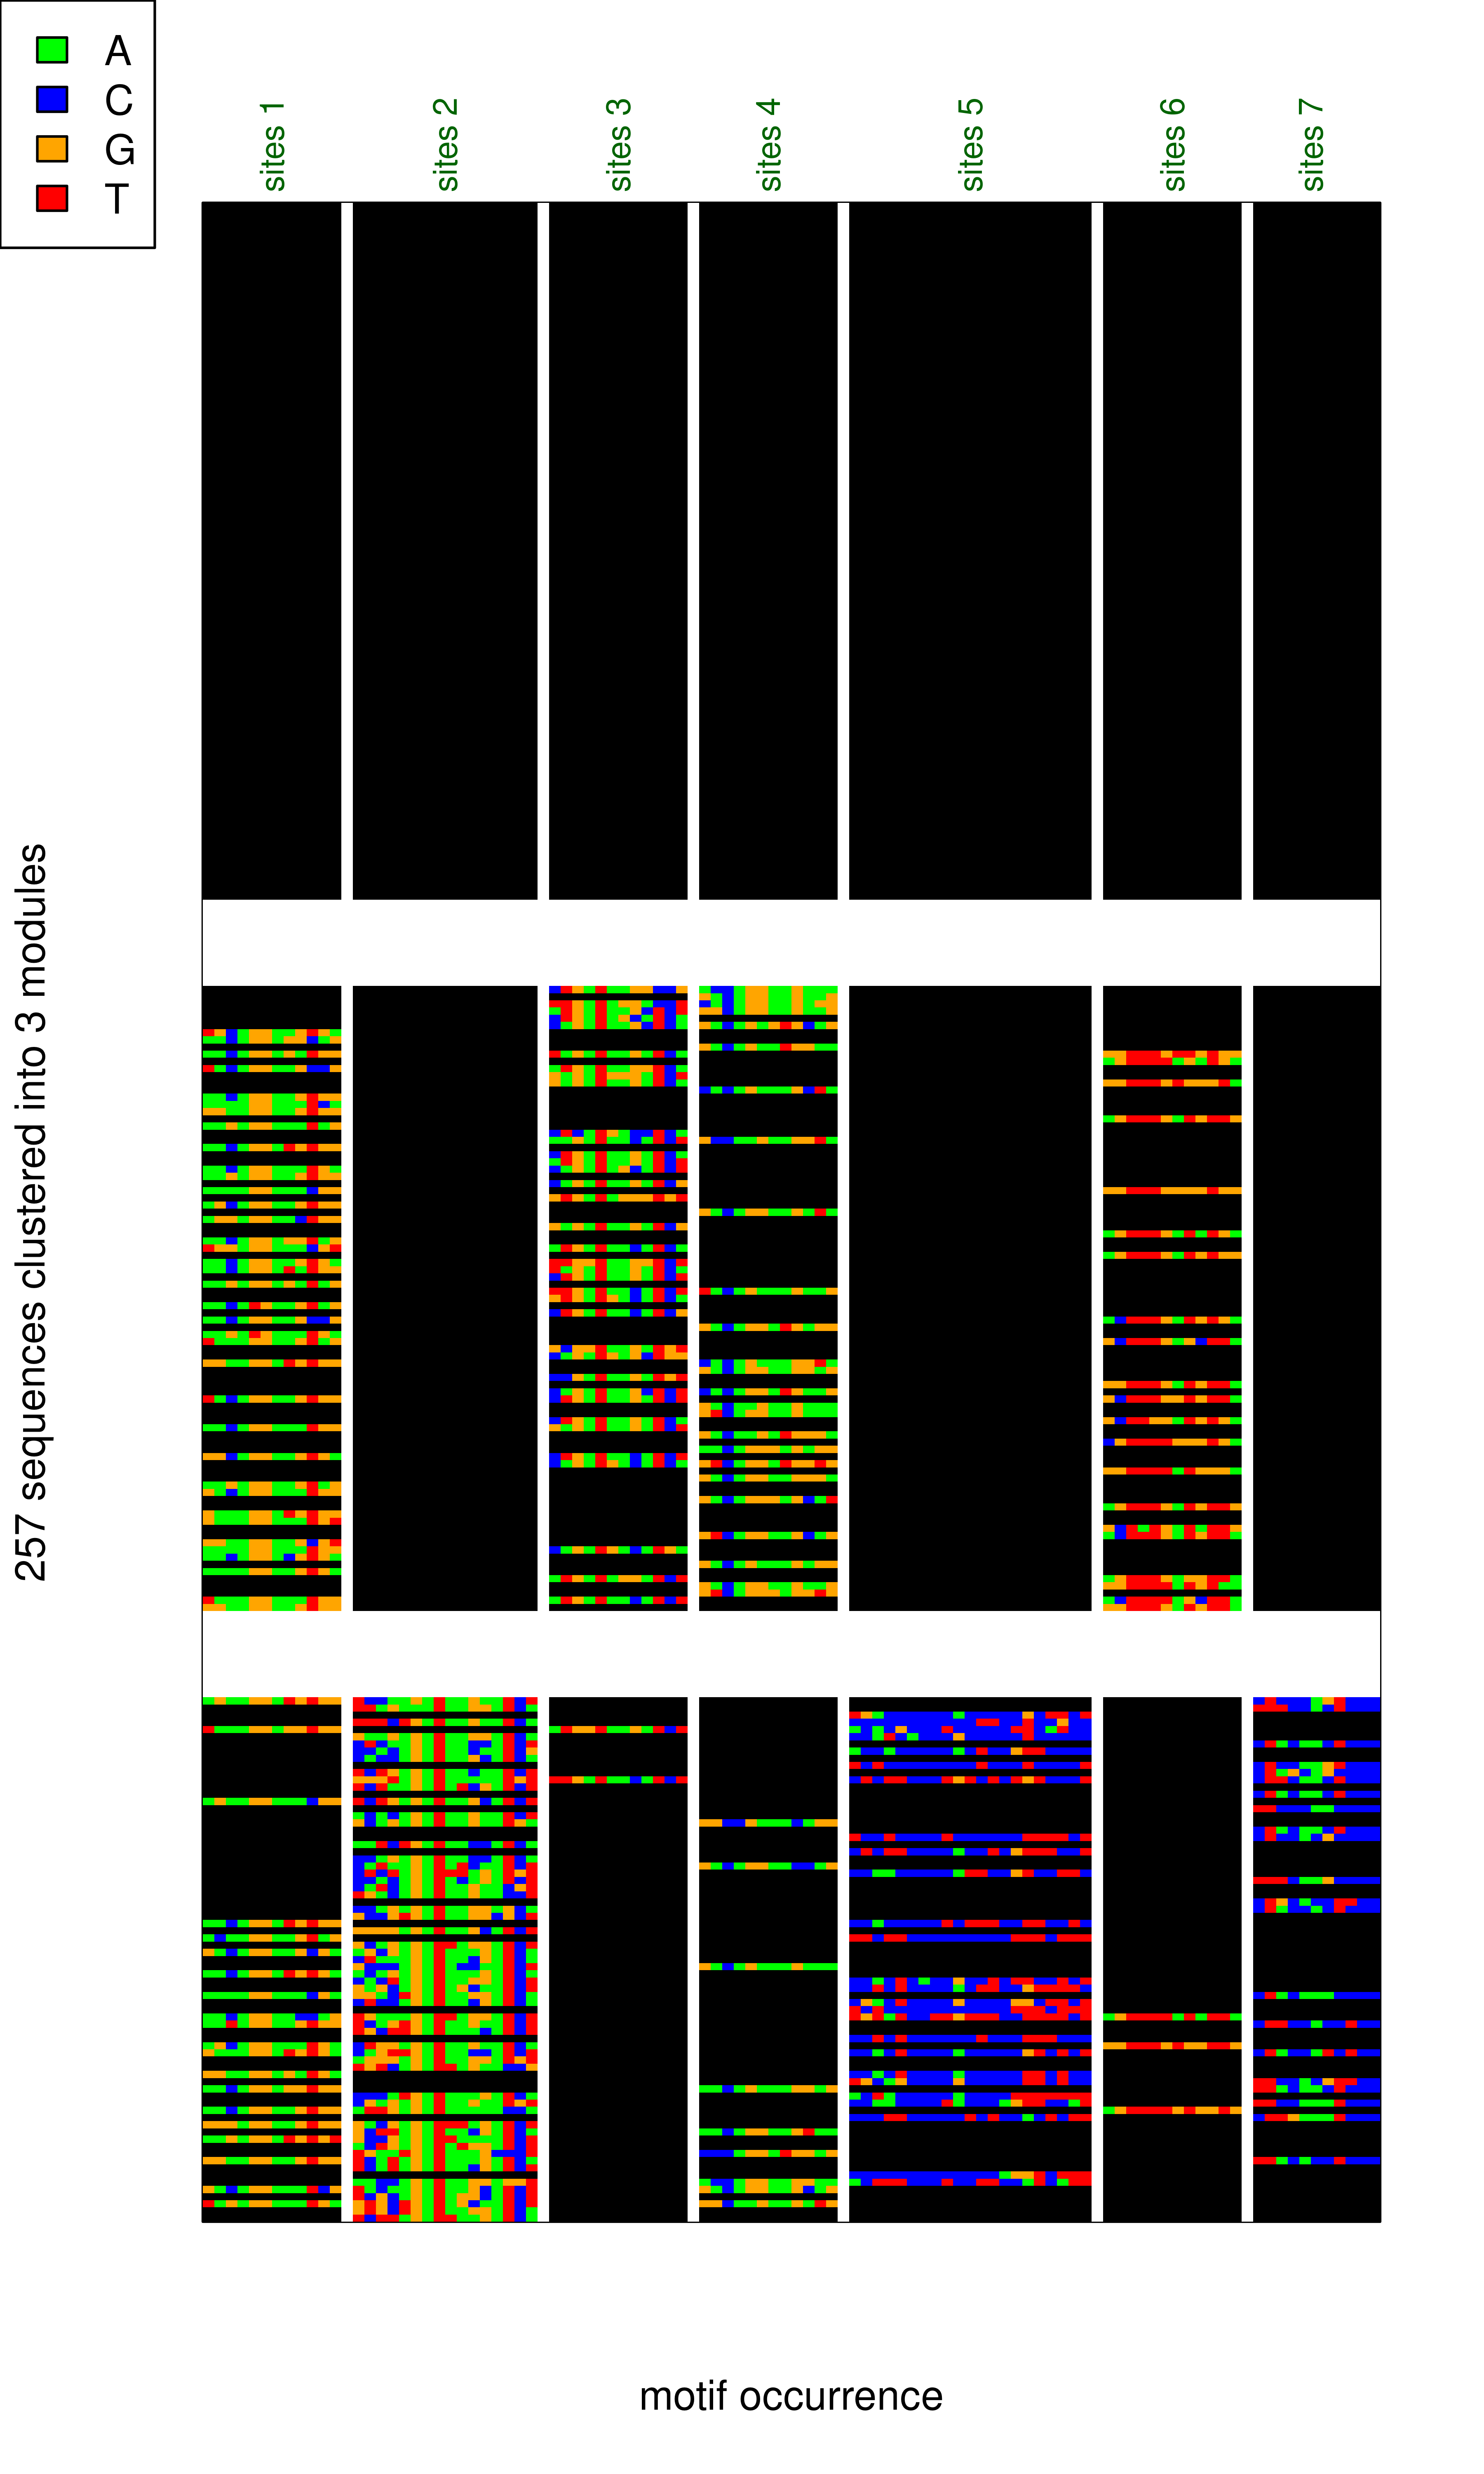 A
C
G
T
sites 1
sites 2
sites 3
sites 4
sites 5
sites 6
sites 7
257 sequences clustered into 3 modules
motif occurrence